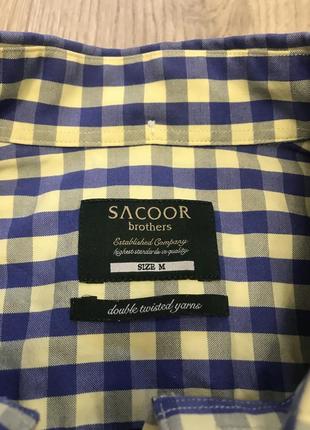 SACOOR
brothers
Established Company
highest standards in quality
SIZE M
double twisted yarns